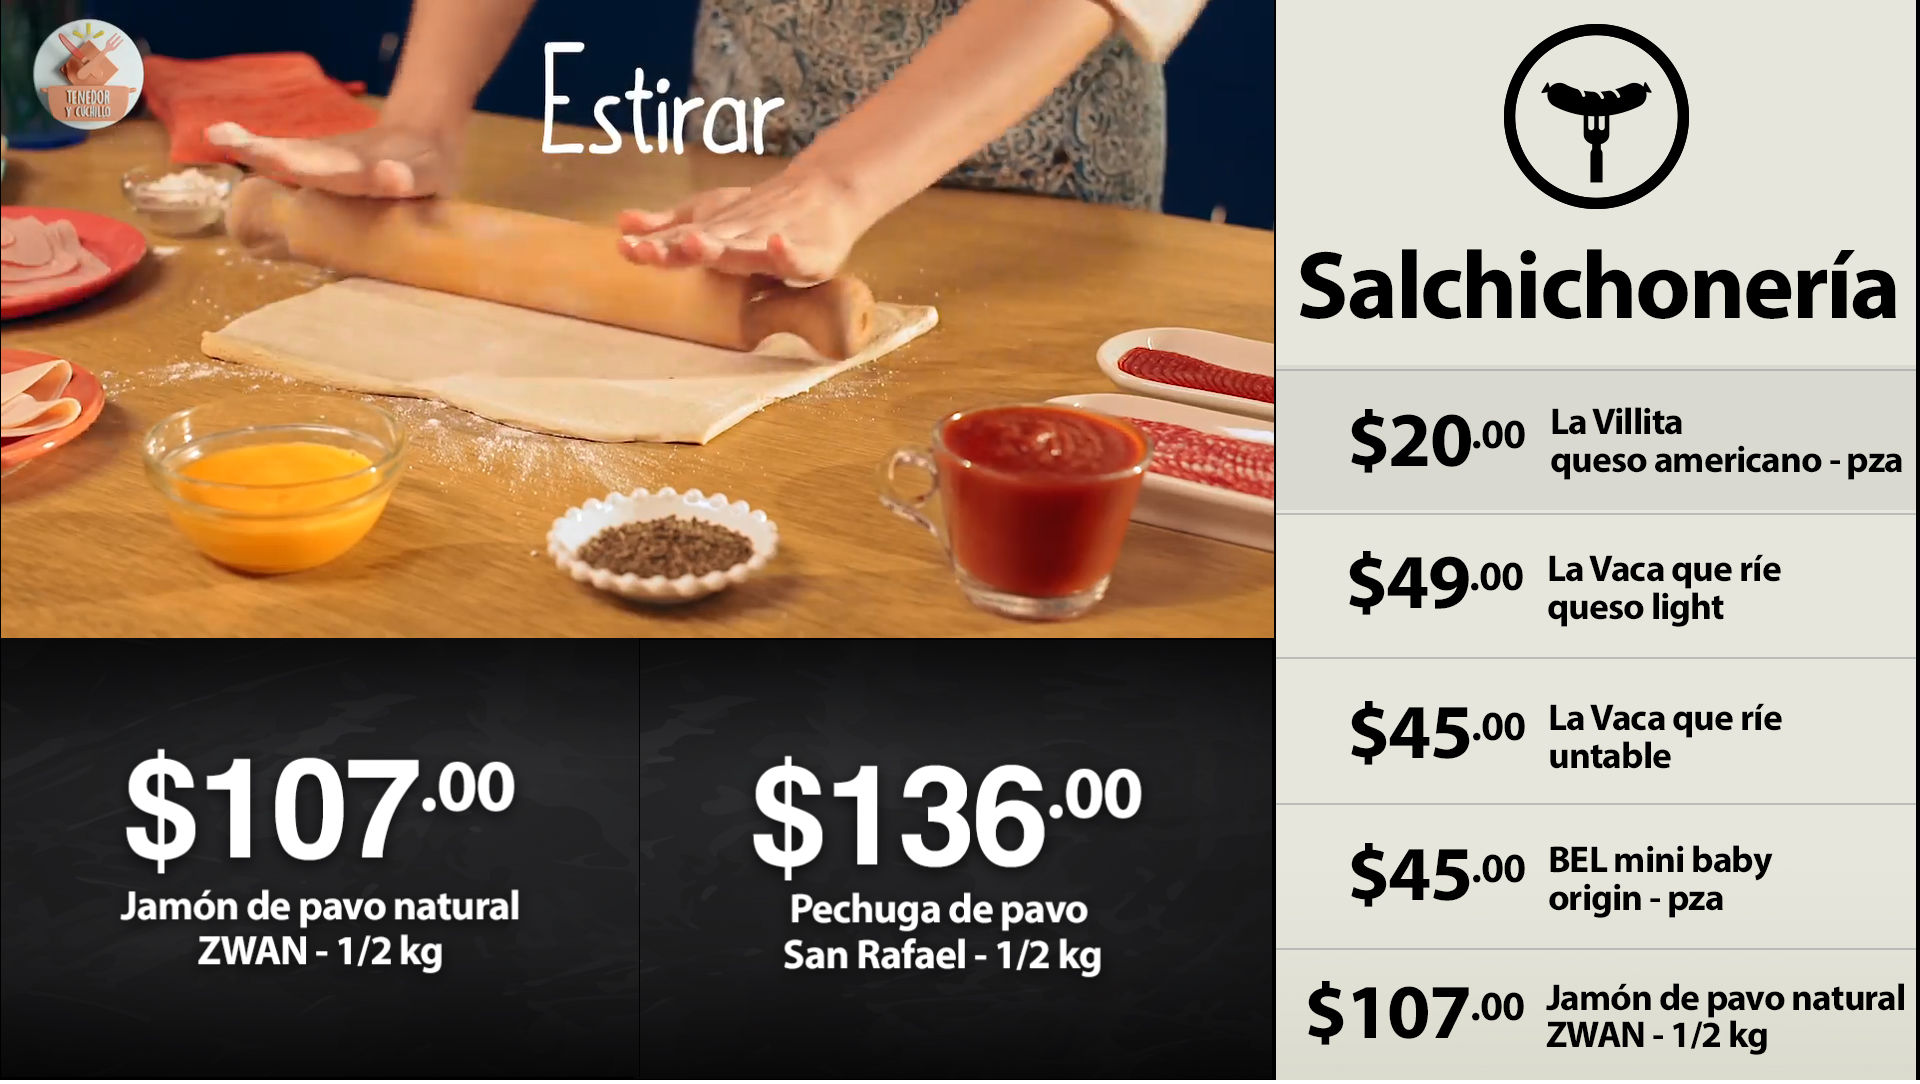 TENEDOR
Y CUCHILLO
Estirar
$107.00
Jamón de pavo natural
ZWAN - 1/2 kg
$136.00
Pechuga de pavo
San Rafael - 1/2 kg
Salchichonería
$20.00 La Villita
queso americano - pza
$49.00 La Vaca que ríe
queso light
$45.00 La Vaca que ríe
untable
$45.00 BEL mini baby
origin - pza
$107.00 Jamón de pavo natural
ZWAN - 1/2 kg